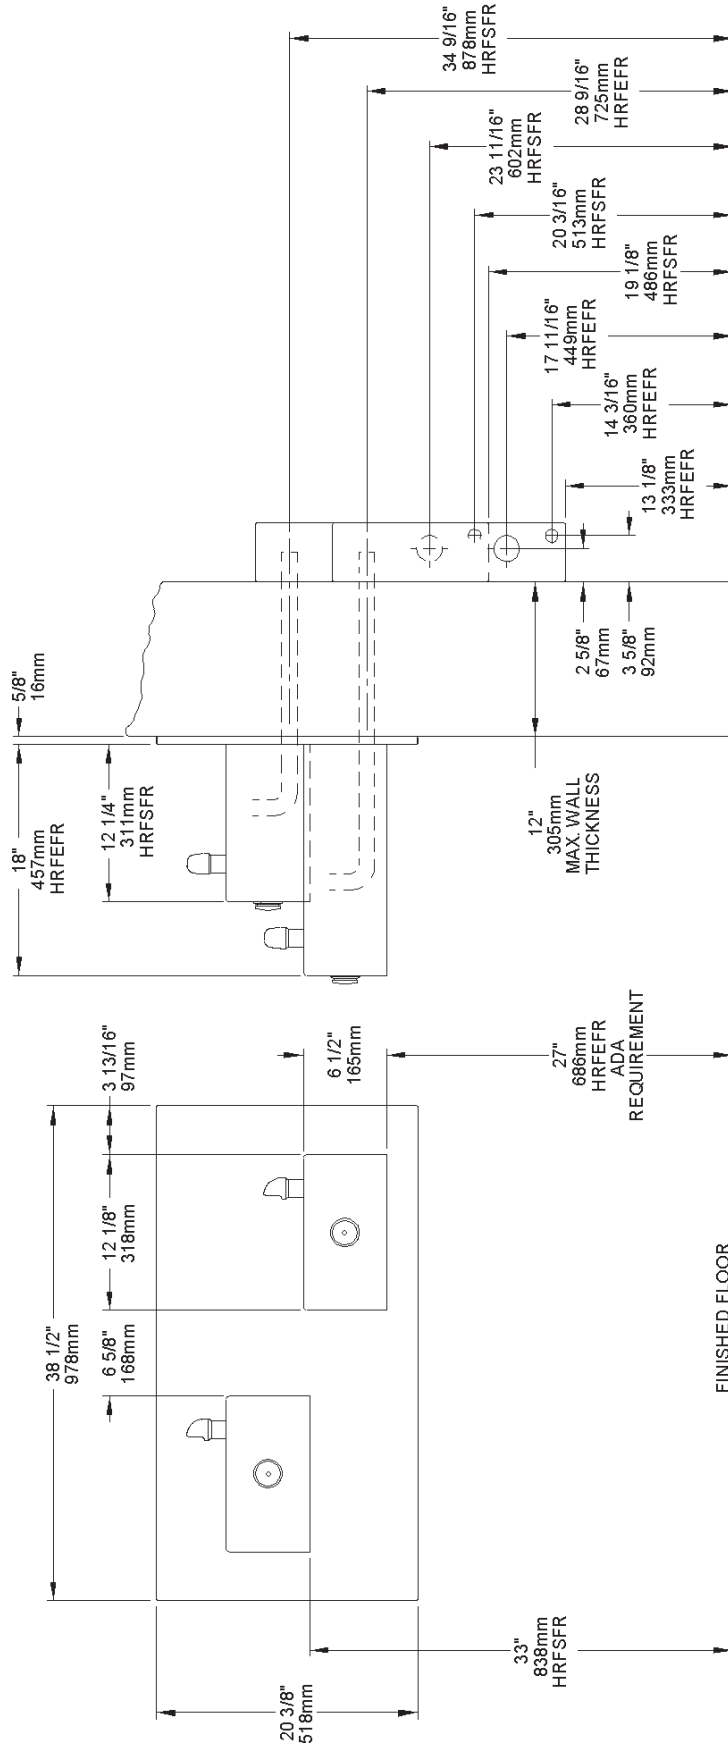 34 9/16"
878mm
HRFSFR
28 9/16"
725mm
HRFEFR
23 11/16"
602mm
HRFSFR
20 3/16"
513mm
HRFSFR
19 1/8"
486mm
HRFSFR
17 11/16"
449mm
HRFEFR
14 3/16"
360mm
HRFEFR
13 1/8"
333mm
HRFEFR
5/8"
16mm
2 5/8"
67mm
3 5/8"
92mm
18"
457mm
HRFEFR
12 1/4"
311mm
HRFSFR
12"
305mm
MAX. WALL
THICKNESS
3 13/16"
97mm
6 1/2"
165mm
27"
686mm
HRFEFR
ADA
REQUIREMENT
12 1/8"
318mm
38 1/2"
978mm
6 5/8"
168mm
FINISHED FLOOR
33"
838mm
HRFSFR
20 3/8"
518mm